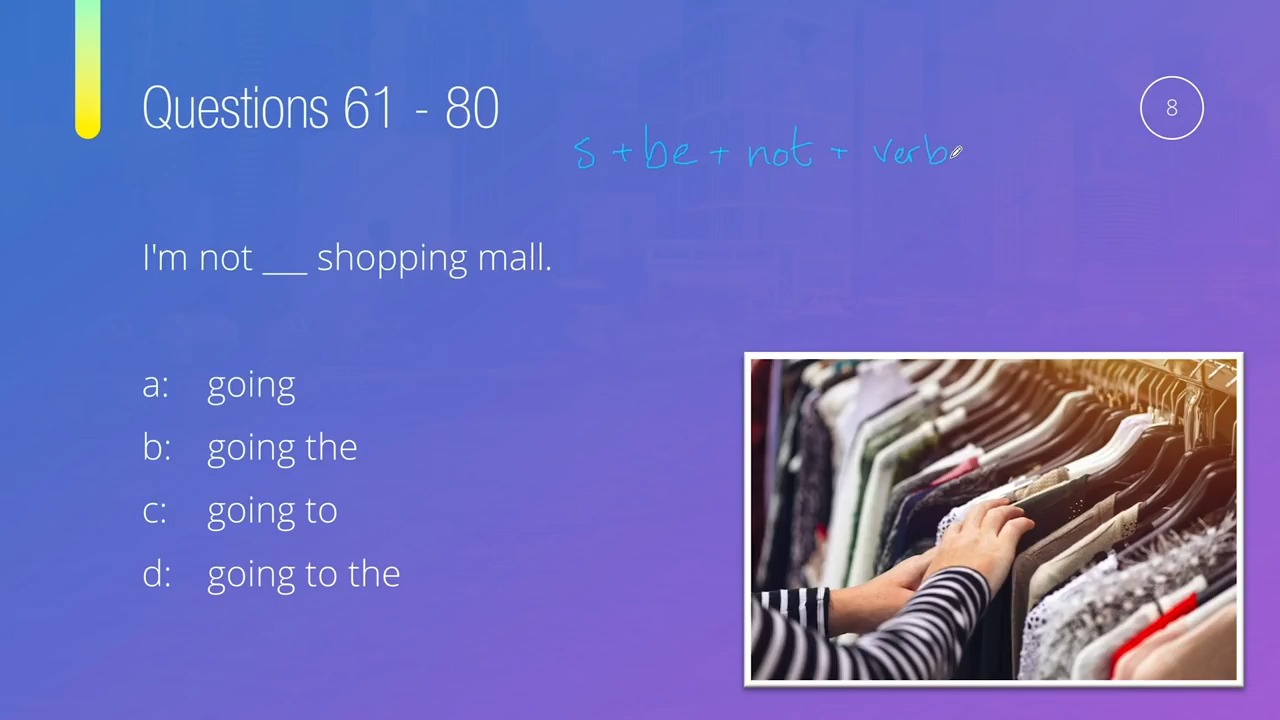 Questions 61 - 80
8
s + be + not + verb
I'm not ___ shopping mall.
a: going
b: going the
c: going to
d: going to the